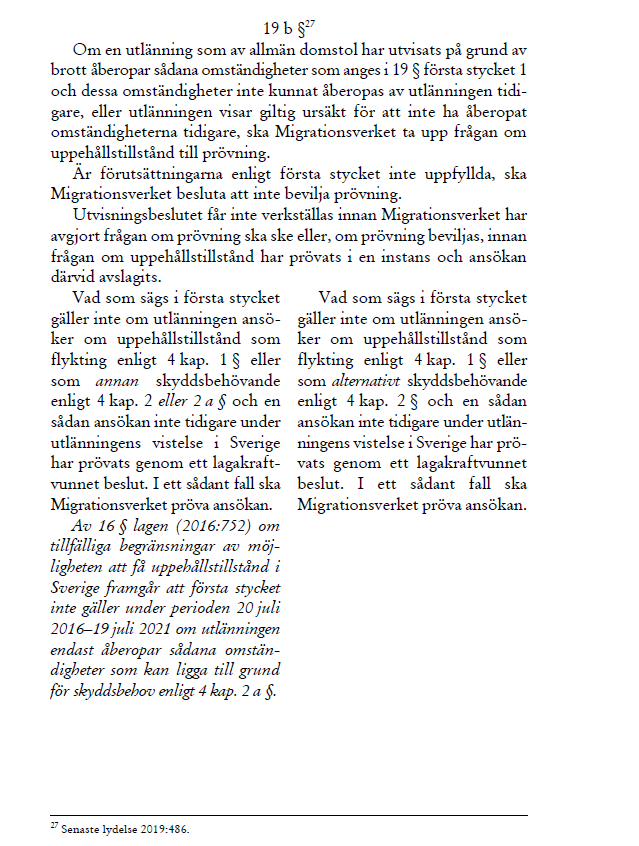 19 b §27
Om en utlänning som av allmän domstol har utvisats på grund av
brott åberopar sådana omständigheter som anges i 19 § första stycket 1
och dessa omständigheter inte kunnat åberopas av utlänningen tidi-
gare, eller utlänningen visar giltig ursäkt för att inte ha åberopat
omständigheterna tidigare, ska Migrationsverket ta upp frågan om
uppehållstillstånd till prövning.
Är förutsättningarna enligt första stycket inte uppfyllda, ska
Migrationsverket besluta att inte bevilja prövning.
Utvisningsbeslutet får inte verkställas innan Migrationsverket har
avgjort frågan om prövning ska ske eller, om prövning beviljas, innan
frågan om uppehållstillstånd har prövats i en instans och ansökan
därvid avslagits.
Vad som sägs i första stycket
gäller inte om utlänningen ansö-
ker om uppehållstillstånd som
flykting enligt 4 kap. 1 § eller
som annan skyddsbehövande
enligt 4 kap. 2 eller 2 a § och en
sådan ansökan inte tidigare under
utlänningens vistelse i Sverige
har prövats genom ett lagakraft-
vunnet beslut. I ett sådant fall ska
Migrationsverket pröva ansökan.
Av 16 § lagen (2016:752) om
tillfälliga begränsningar av möj-
ligheten att få uppehållstillstånd i
Sverige framgår att första stycket
inte gäller under perioden 20 juli
2016–19 juli 2021 om utlänningen
endast åberopar sådana omstän-
digheter som kan ligga till grund
för skyddsbehov enligt 4 kap. 2 a §.
Vad som sägs i första stycket
gäller inte om utlänningen ansö-
ker om uppehållstillstånd som
flykting enligt 4 kap. 1 § eller
som alternativt skyddsbehövande
enligt 4 kap. 2 § och en sådan
ansökan inte tidigare under utlän-
ningens vistelse i Sverige har prö-
vats genom ett lagakraftvunnet
beslut. I ett sådant fall ska
Migrationsverket pröva ansökan.
27 Senaste lydelse 2019:486.